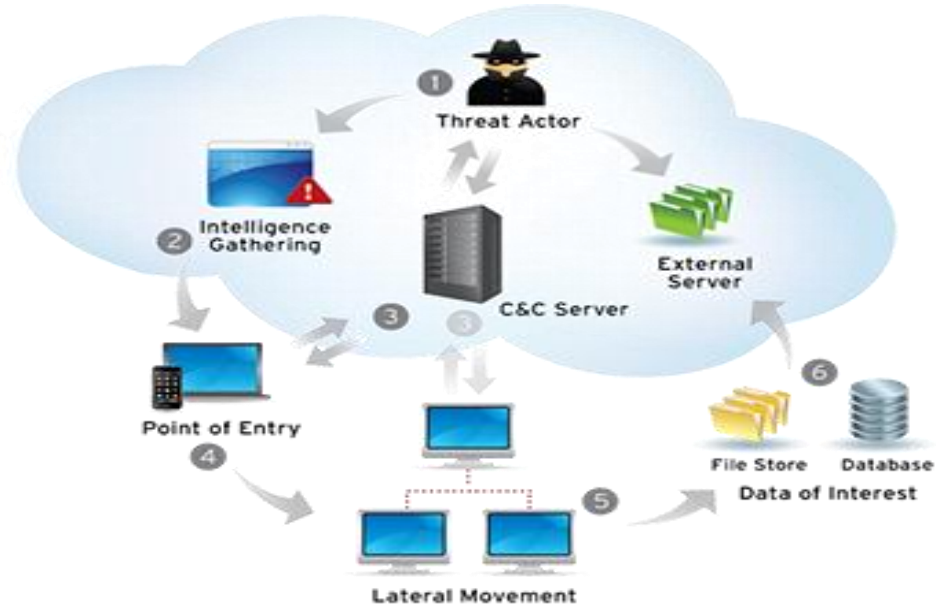 1
Threat Actor
Intelligence
Gathering
2
External
Server
C&C Server
3
3
Point of Entry
4
File Store
Database
Data of Interest
6
5
Lateral Movement